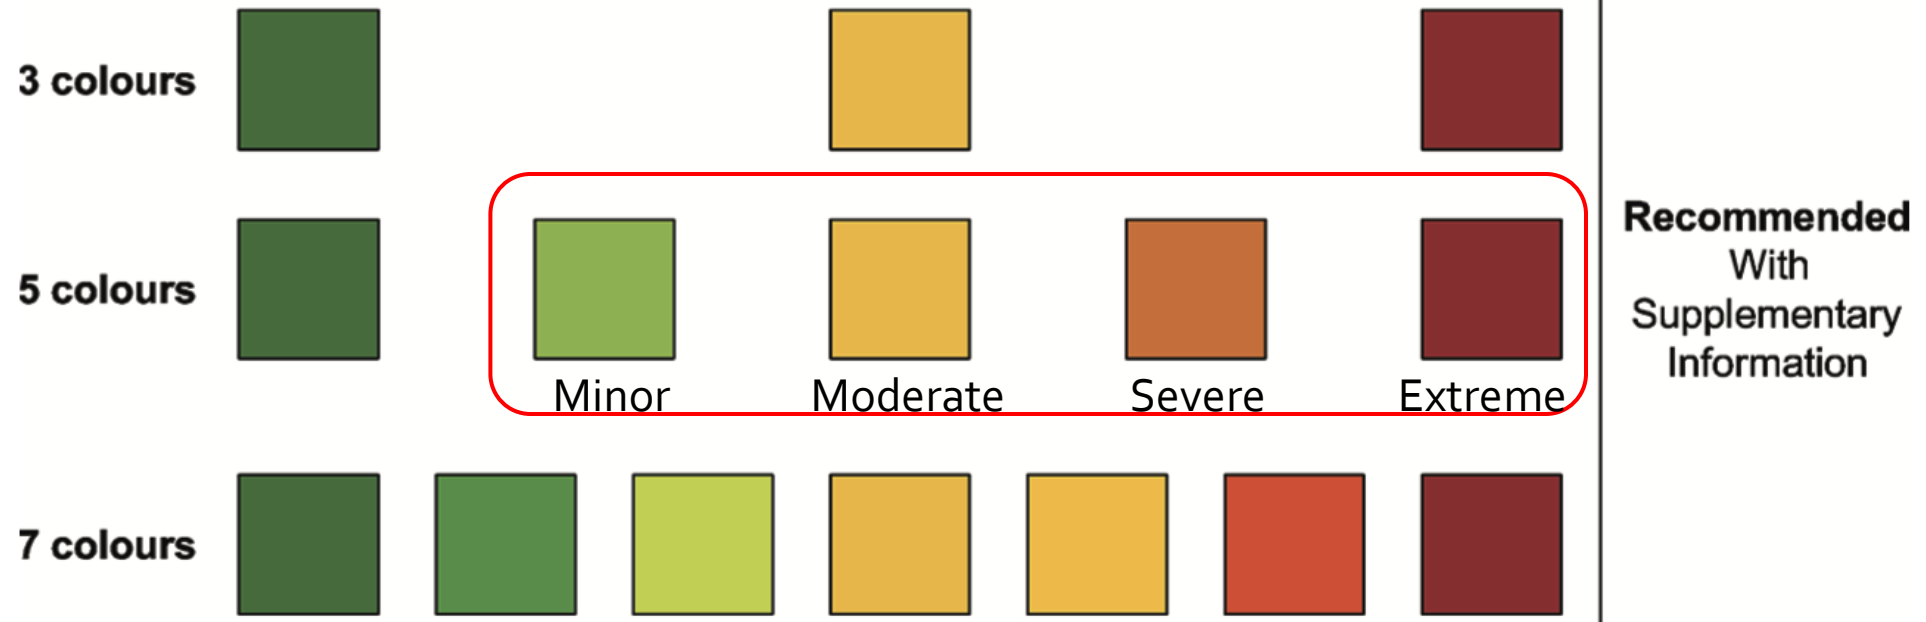 3 colours
5 colours
Minor Moderate Severe Extreme
7 colours
Recommended
With
Supplementary
Information